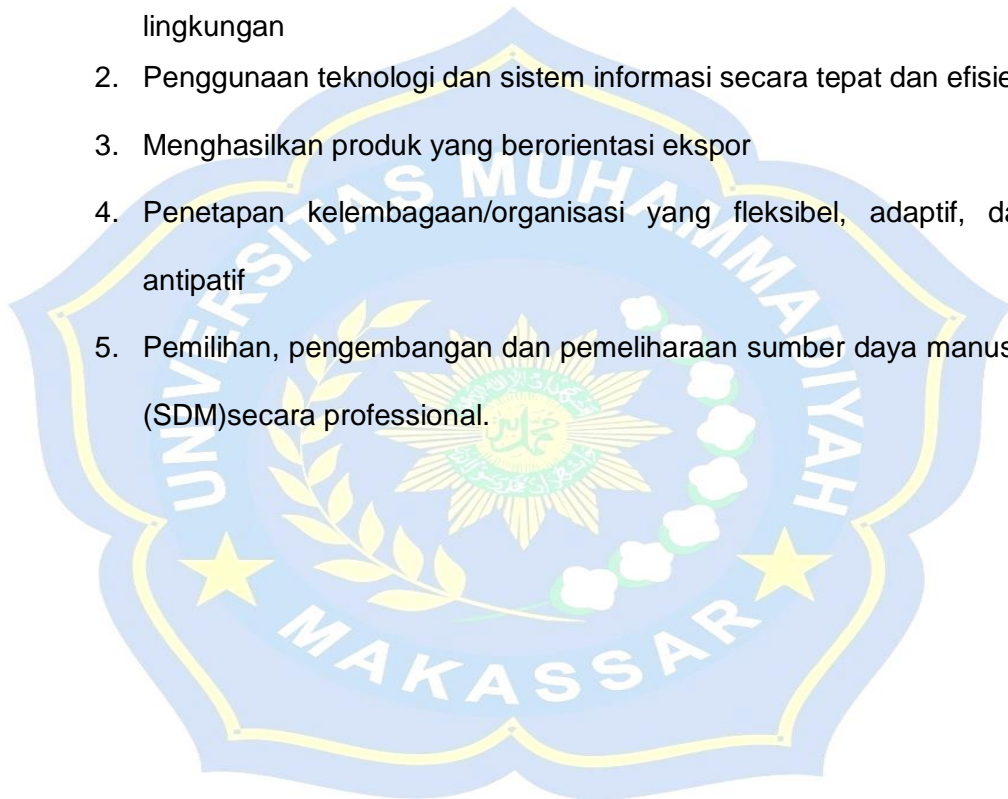 lingkungan
2. Penggunaan teknologi dan sistem informasi secara tepat dan efisie
3. Menghasilkan produk yang berorientasi ekspor
4. Penetapan kelembagaan/organisasi yang fleksibel, adaptif, da
antipatif
5. Pemilihan, pengembangan dan pemeliharaan sumber daya manus
(SDM)secara professional.
UNIVERSITAS MUHAMMADIYAH
MAKASSAR